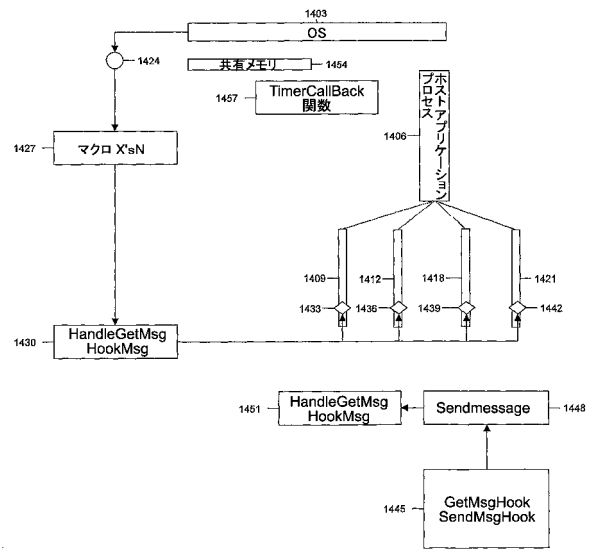 1403
OS
1424
共有メモリ
1454
1457
TimerCallBack
関数
1406
ホストアプリケーション
プロセス
1427
マクロ X'sN
1409
1412
1418
1421
1433
1436
1439
1442
1430
HandleGetMsg
HookMsg
1451
HandleGetMsg
HookMsg
Sendmessage
1448
1445
GetMsgHook
SendMsgHook